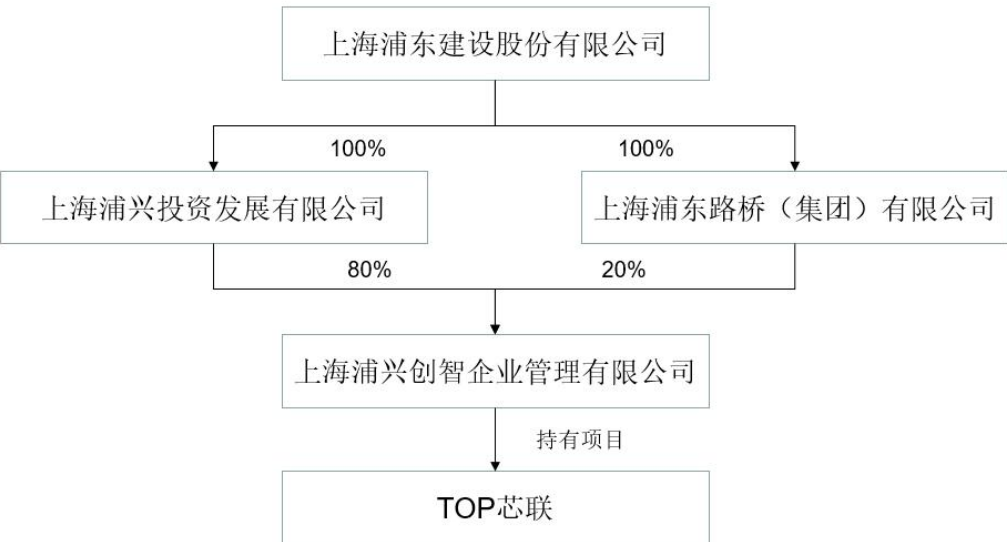 上海浦东建设股份有限公司
100%
100%
上海浦兴投资发展有限公司
上海浦东路桥（集团）有限公司
80%
20%
上海浦兴创智企业管理有限公司
持有项目
TOP芯联